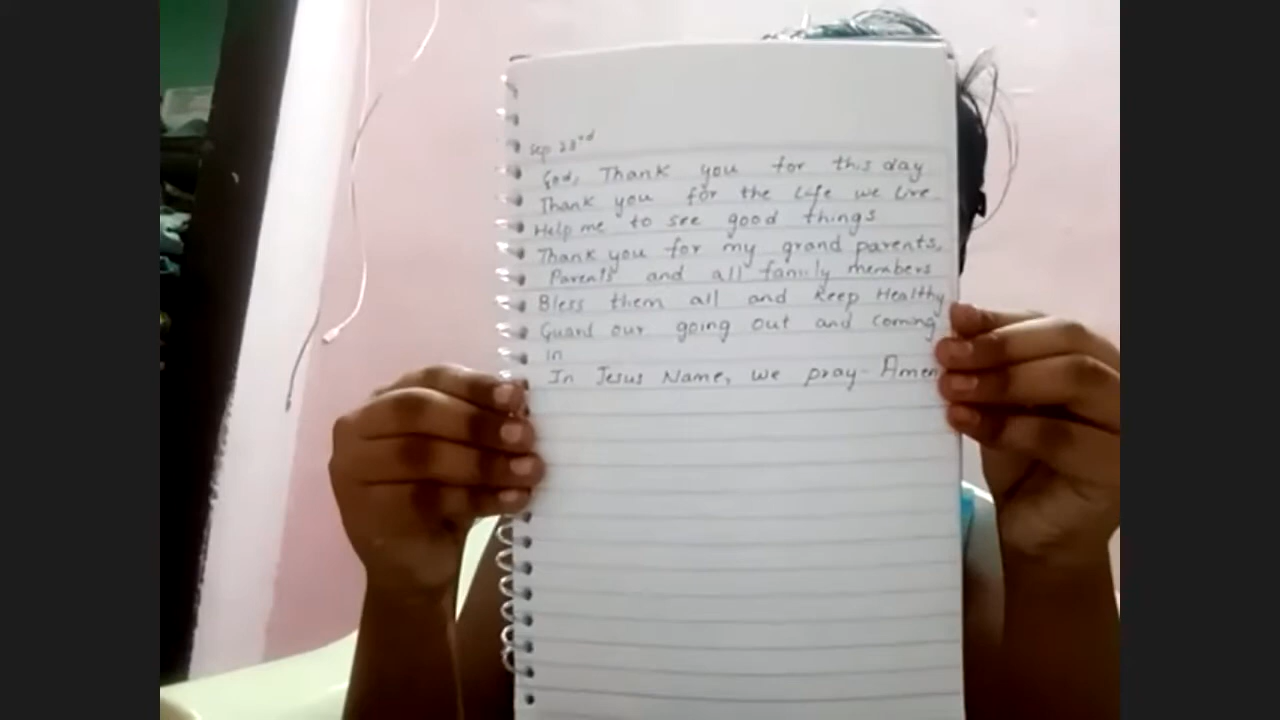 Sep 23rd
God, Thank you for this day
Thank you for the life we live
Help me to see good things
Thank you for my grand parents,
Parents and all family members
Bless them all and keep Healthy
Guard our going out and coming
in
In Jesus Name, we pray - Amen